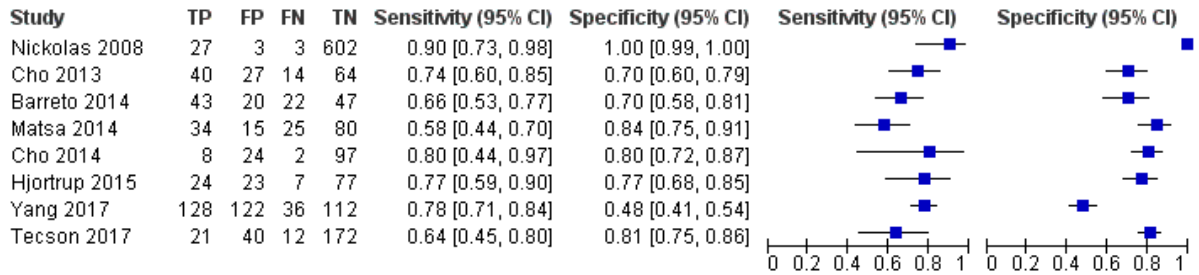 Study TP FP FN TN Sensitivity (95% CI) Specificity (95% CI) Sensitivity (95% CI) Specificity (95% CI)
Nickolas 2008 27 3 3 602 0.90 [0.73, 0.98] 1.00 [0.99, 1.00]
Cho 2013 40 27 14 64 0.74 [0.60, 0.85] 0.70 [0.60, 0.79]
Barreto 2014 43 20 22 47 0.66 [0.53, 0.77] 0.70 [0.58, 0.81]
Matsa 2014 34 15 25 80 0.58 [0.44, 0.70] 0.84 [0.75, 0.91]
Cho 2014 8 24 2 97 0.80 [0.44, 0.97] 0.80 [0.72, 0.87]
Hjortrup 2015 24 23 7 77 0.77 [0.59, 0.90] 0.77 [0.68, 0.85]
Yang 2017 128 122 36 112 0.78 [0.71, 0.84] 0.48 [0.41, 0.54]
Tecson 2017 21 40 12 172 0.64 [0.45, 0.80] 0.81 [0.75, 0.86]
0 0.2 0.4 0.6 0.8 1 0 0.2 0.4 0.6 0.8 1